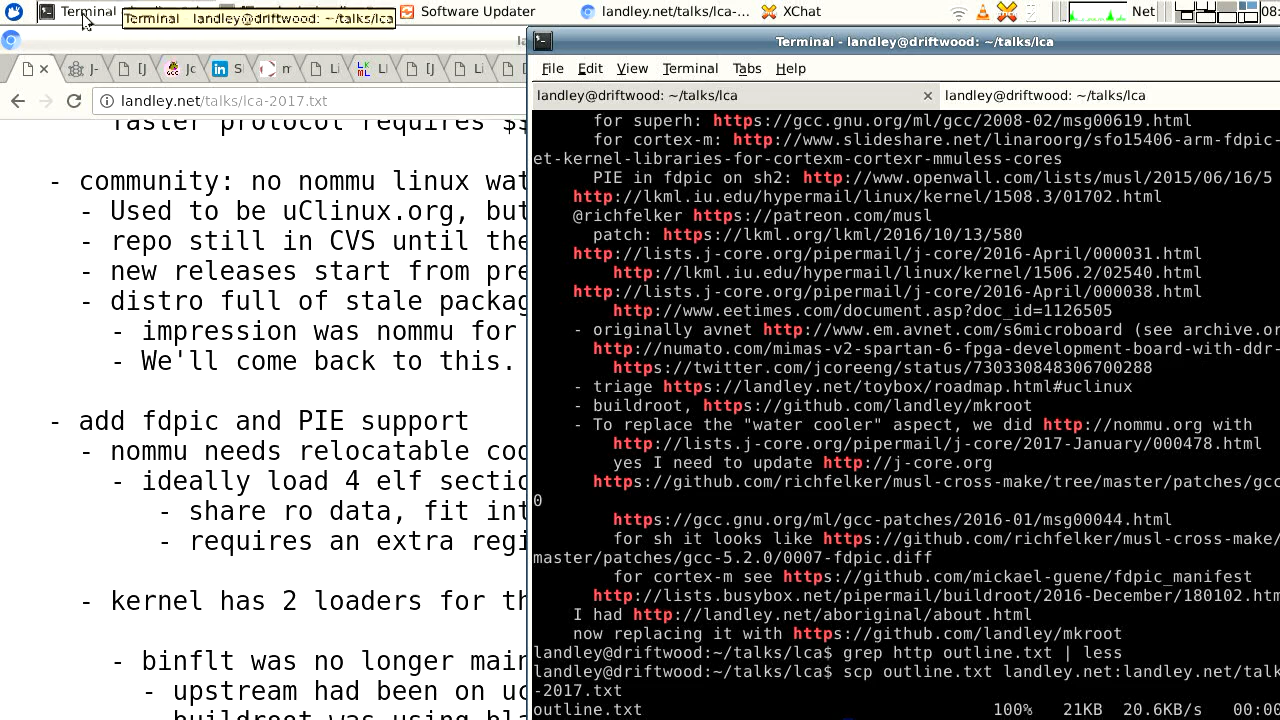 Terminal
Terminal - landley@driftwood: ~/talks/lca
Software Updater
landley.net/talks/lca-...
XChat
Net
08:
Terminal - landley@driftwood: ~/talks/lca
File Edit View Terminal Tabs Help
landley@driftwood: ~/talks/lca
landley@driftwood: ~/talks/lca
landley.net/talks/lca-2017.txt
faster protocol requires $$
- community: no nommu linux wat
- Used to be uClinux.org, but
- repo still in CVS until the
- new releases start from pre
- distro full of stale packag
- impression was nommu for
- We'll come back to this.
- add fdpic and PIE support
- nommu needs relocatable cod
- ideally load 4 elf sectio
- share ro data, fit int
- requires an extra regi
- kernel has 2 loaders for th
- binflt was no longer main
- upstream had been on uc
- buildroot was using bla
for superh: https://gcc.gnu.org/ml/gcc/2008-02/msg00619.html
for cortex-m: http://www.slideshare.net/linaroorg/sfo15406-arm-fdpic-
et-kernel-libraries-for-cortexm-cortexr-mmuless-cores
PIE in fdpic on sh2: http://www.openwall.com/lists/musl/2015/06/16/5
http://lkml.iu.edu/hypermail/linux/kernel/1508.3/01702.html
@richfelker https://patreon.com/musl
patch: https://lkml.org/lkml/2016/10/13/580
http://lists.j-core.org/pipermail/j-core/2016-April/000031.html
http://lkml.iu.edu/hypermail/linux/kernel/1506.2/02540.html
http://lists.j-core.org/pipermail/j-core/2016-April/000038.html
http://www.eetimes.com/document.asp?doc_id=1126505
- originally avnet http://www.em.avnet.com/s6microboard (see archive.or
http://numato.com/mimas-v2-spartan-6-fpga-development-board-with-ddr-
https://twitter.com/jcoreeng/status/730330848306700288
- triage https://landley.net/toybox/roadmap.html#uclinux
- buildroot, https://github.com/landley/mkroot
- To replace the "water cooler" aspect, we did http://nommu.org with
http://lists.j-core.org/pipermail/j-core/2017-January/000478.html
yes I need to update http://j-core.org
https://github.com/richfelker/musl-cross-make/tree/master/patches/gcc
0
https://gcc.gnu.org/ml/gcc-patches/2016-01/msg00044.html
for sh it looks like https://github.com/richfelker/musl-cross-make/
master/patches/gcc-5.2.0/0007-fdpic.diff
for cortex-m see https://github.com/mickael-guene/fdpic_manifest
http://lists.busybox.net/pipermail/buildroot/2016-December/180102.htm
I had http://landley.net/aboriginal/about.html
now replacing it with https://github.com/landley/mkroot
landley@driftwood:~/talks/lca$ grep http outline.txt | less
landley@driftwood:~/talks/lca$ scp outline.txt landley.net:landley.net/talk
-2017.txt
outline.txt 100% 21KB 20.6KB/s 00:00